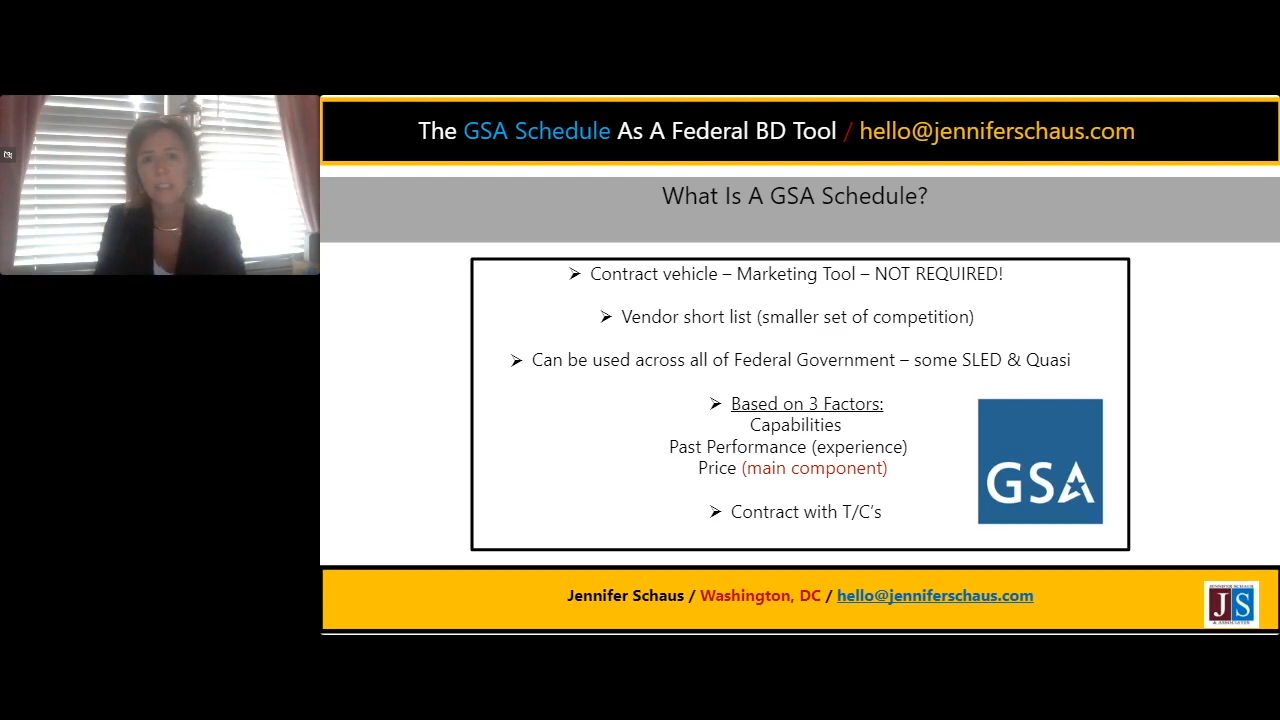 The GSA Schedule As A Federal BD Tool / hello@jenniferschaus.com
What Is A GSA Schedule?
➤ Contract vehicle – Marketing Tool – NOT REQUIRED!
➤ Vendor short list (smaller set of competition)
➤ Can be used across all of Federal Government – some SLED & Quasi
➤ Based on 3 Factors:
Capabilities
Past Performance (experience)
Price (main component)
➤ Contract with T/C's
GSA
Jennifer Schaus / Washington, DC / hello@jenniferschaus.com
JENNIFER SCHAUS
JS
& ASSOCIATES